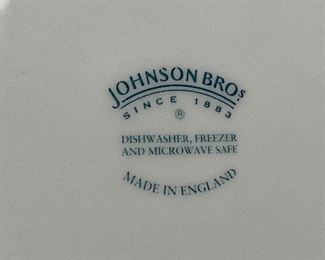 JOHNSON BROS
SINCE 1883
®
DISHWASHER, FREEZER
AND MICROWAVE SAFE
MADE IN ENGLAND